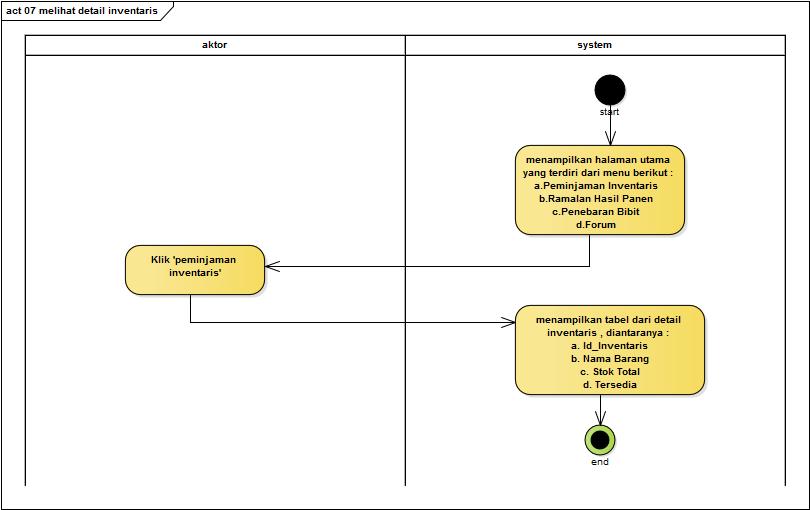 act 07 melihat detail inventaris
aktor
system
start
menampilkan halaman utama
yang terdiri dari menu berikut :
a.Peminjaman Inventaris
b.Ramalan Hasil Panen
c.Penebaran Bibit
d.Forum
Klik 'peminjaman
inventaris'
menampilkan tabel dari detail
inventaris , diantaranya :
a. Id_Inventaris
b. Nama Barang
c. Stok Total
d. Tersedia
end